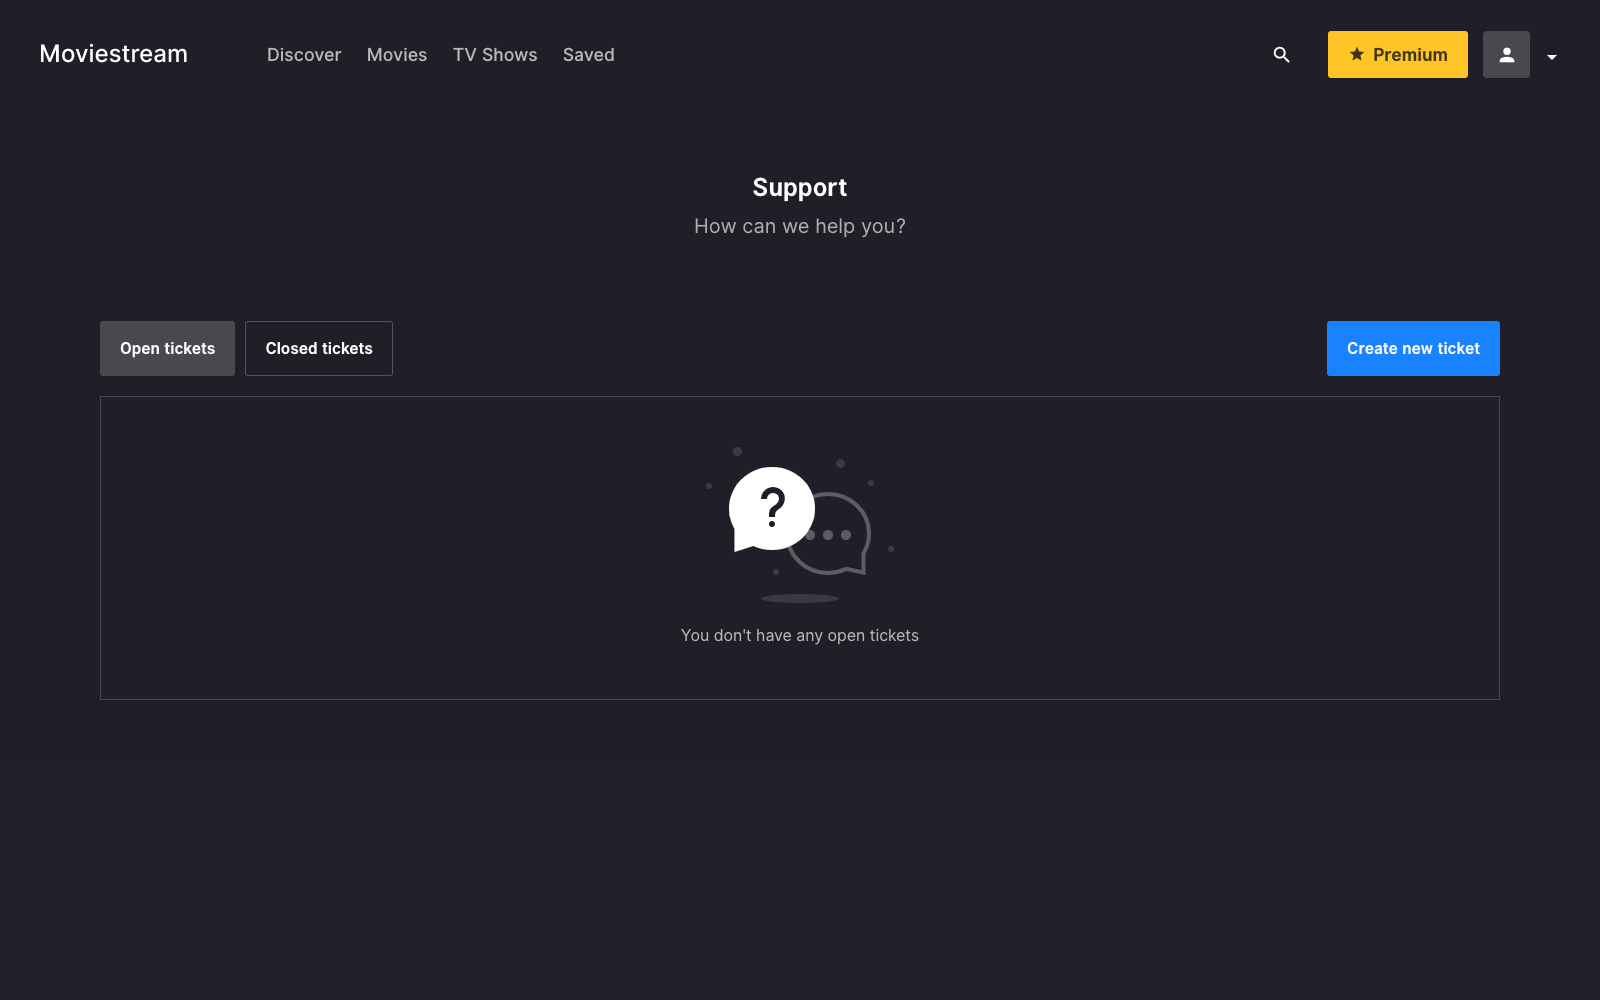 Moviestream
Discover
Movies
TV Shows
Saved
Premium
Support
How can we help you?
Open tickets
Closed tickets
Create new ticket
?
You don't have any open tickets